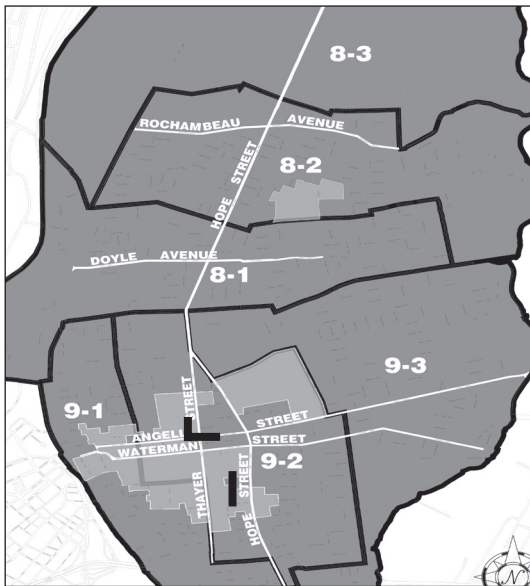 8-3
ROCHAMBEAU AVENUE
8-2
HOPE STREET
DOYLE AVENUE
8-1
9-3
9-1
STREET
ANGELL STREET
WATERMAN STREET
9-2
THAYER
HOPE STREET
N